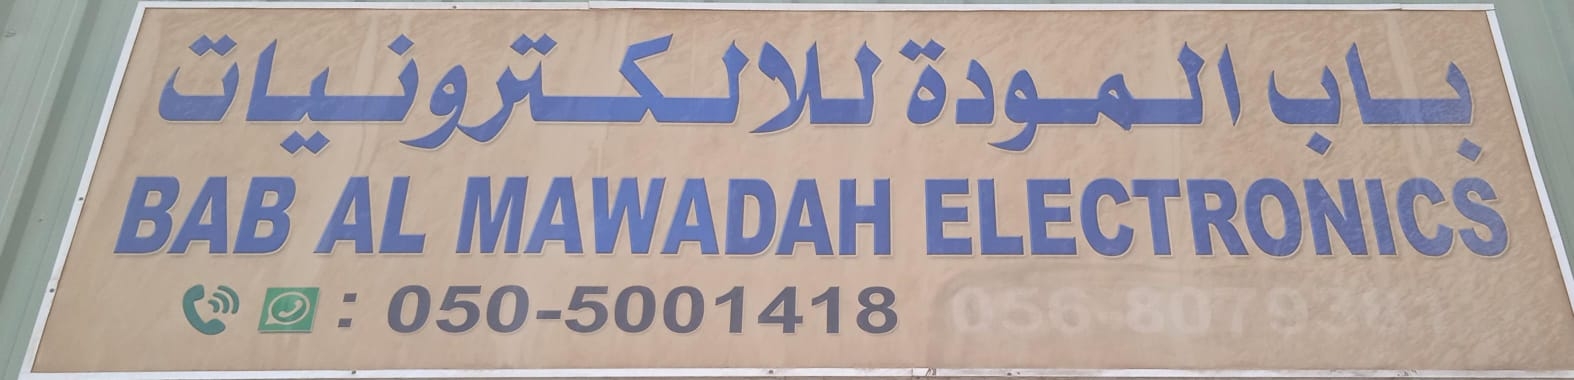 باب المودة للالكترونيات
BAB AL MAWADAH ELECTRONICS
: 050-5001418